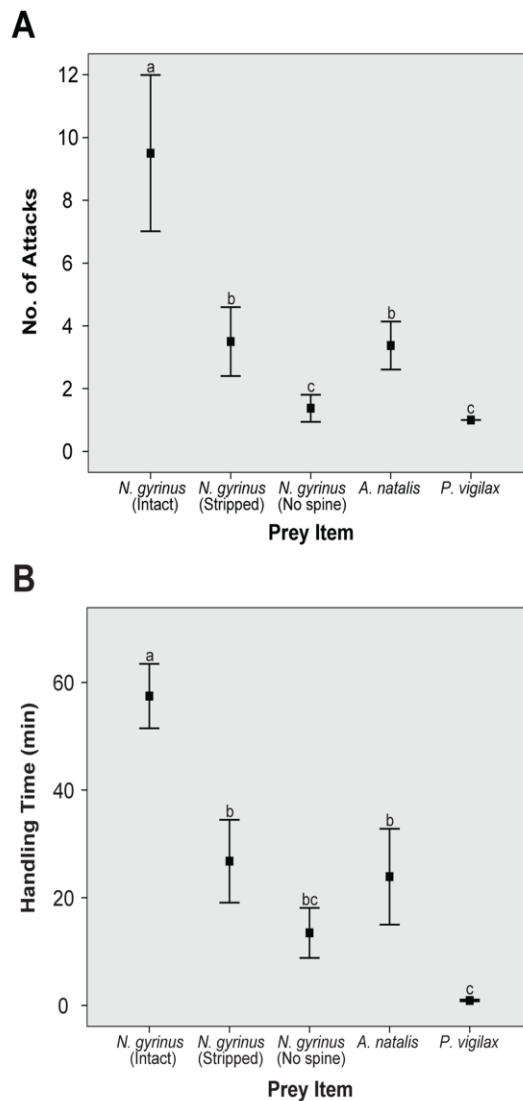 A
a
12
10
8
No. of Attacks
6
b
b
4
c
2
c
0
N. gyrinus N. gyrinus N. gyrinus A. natalis P. vigilax
(Intact) (Stripped) (No spine)
Prey Item
B
a
60
Handling Time (min)
40
b
b
bc
20
c
0
N. gyrinus N. gyrinus N. gyrinus A. natalis P. vigilax
(Intact) (Stripped) (No spine)
Prey Item